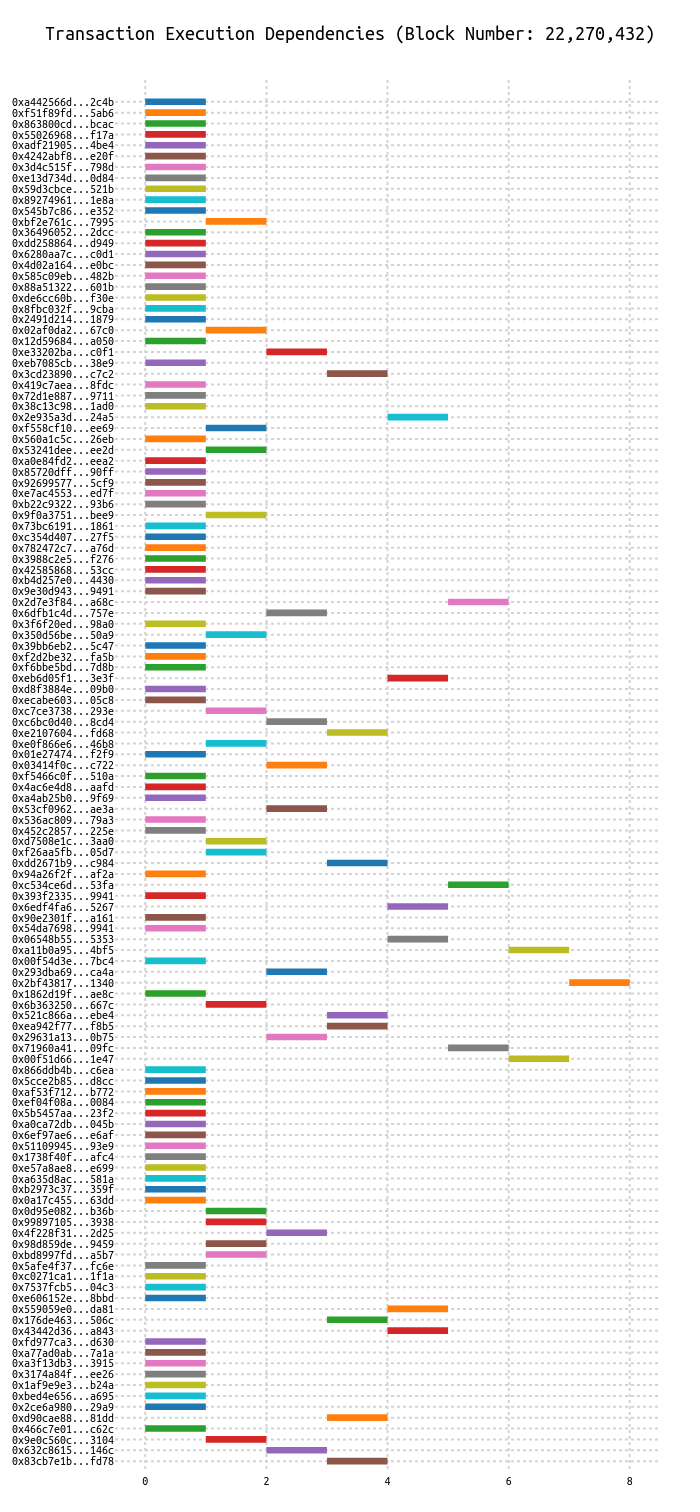 Transaction Execution Dependencies (Block Number: 22,270,432)
0xa442566d...2c4b
0xf51f89fd...5ab6
0x863800cd...bcac
0x55026968...f17a
0xadf21905...4be4
0x4242abf8...e20f
0x3d4c515f...798d
0xe13d734d...0d84
0x59d3cbce...521b
0x89274961...1e8a
0x545b7c86...e352
0xbf2e761c...7995
0x36496052...2dcc
0xdd258864...d949
0x6280aa7c...c0d1
0x4d02a164...e0bc
0x585c09eb...482b
0x88a51322...601b
0xde6cc60b...f30e
0x8fbc032f...9cba
0x2491d214...1879
0x02af0da2...67c0
0x12d59684...a050
0xe33202ba...c0f1
0xeb7085cb...38e9
0x3cd23890...c7c2
0x419c7aea...8fdc
0x72d1e887...9711
0x38c13c98...1ad0
0x2e935a3d...24a5
0xf558cf10...ee69
0x560a1c5c...26eb
0x53241dee...ee2d
0xa0e84fd2...eea2
0x85720dff...90ff
0x92699577...5cf9
0xe7ac4553...ed7f
0xb22c9322...93b6
0x9f0a3751...bee9
0x73bc6191...1861
0xc354d407...27f5
0x782472c7...a76d
0x3988c2e5...f276
0x42585868...53cc
0xb4d257e0...4430
0x9e30d943...9491
0x2d7e3f84...a68c
0x6dfb1c4d...757e
0x3f6f20ed...98a0
0x350d56be...50a9
0x39bb6eb2...5c47
0xf2d2be32...fa5b
0xf6bbe5bd...7d8b
0xeb6d05f1...3e3f
0xd8f3884e...09b0
0xecabe603...05c8
0xc7ce3738...293e
0xc6bc0d40...8cd4
0xe2107604...fd68
0xe0f866e6...46b8
0x01e27474...f2f9
0x03414f0c...c722
0xf5466c0f...510a
0x4ac6e4d8...aafd
0xa4ab25b0...9f69
0x53cf0962...ae3a
0x536ac809...79a3
0x452c2857...225e
0xd7508e1c...3aa0
0xf26aa5fb...05d7
0xdd2671b9...c984
0x94a26f2f...af2a
0xc534ce6d...53fa
0x393f2335...9941
0x6edf4fa6...5267
0x90e2301f...a161
0x54da7698...9941
0x06548b55...5353
0xa11b0a95...4bf5
0x00f54d3e...7bc4
0x293dba69...ca4a
0x2bf43817...1340
0x1862d19f...ae8c
0x6b363250...667c
0x521c866a...ebe4
0xea942f77...f8b5
0x29631a13...0b75
0x71960a41...09fc
0x00f51d66...1e47
0x866ddb4b...c6ea
0x5cce2b85...d8cc
0xaf53f712...b772
0xef04f08a...0084
0x5b5457aa...23f2
0xa0ca72db...045b
0x6ef97ae6...e6af
0x51109945...93e9
0x1738f40f...afc4
0xe57a8ae8...e699
0xa635d8ac...581a
0xb2973c37...359f
0x0a17c455...63dd
0x0d95e082...b36b
0x99897105...3938
0x4f228f31...2d25
0x98d859de...9459
0xbd8997fd...a5b7
0x5afe4f37...fc6e
0xc0271ca1...1f1a
0x7537fcb5...04c3
0xe606152e...8bbd
0x559059e0...da81
0x176de463...506c
0x43442d36...a843
0xfd977ca3...d630
0xa77ad0ab...7a1a
0xa3f13db3...3915
0x3174a84f...ee26
0x1af9e9e3...b24a
0xbed4e656...a695
0x2ce6a980...29a9
0xd90cae88...81dd
0x466c7e01...c62c
0x9e0c560c...3104
0x632c8615...146c
0x83cb7e1b...fd78
0 2 4 6 8